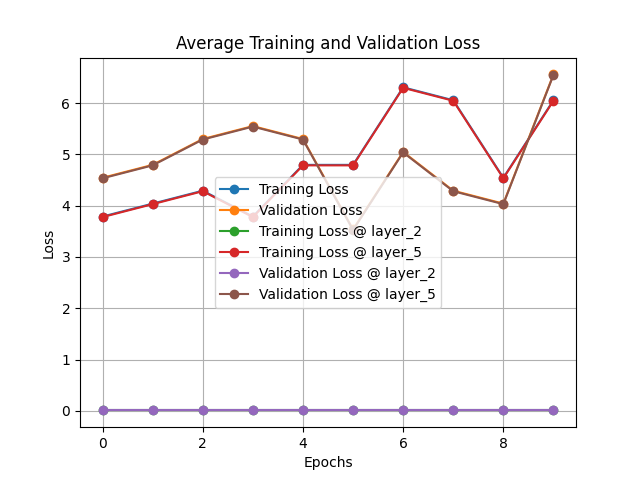 Average Training and Validation Loss
Loss
6
5
4
3
2
1
0
Training Loss
Validation Loss
Training Loss @ layer_2
Training Loss @ layer_5
Validation Loss @ layer_2
Validation Loss @ layer_5
0 2 4 6 8
Epochs